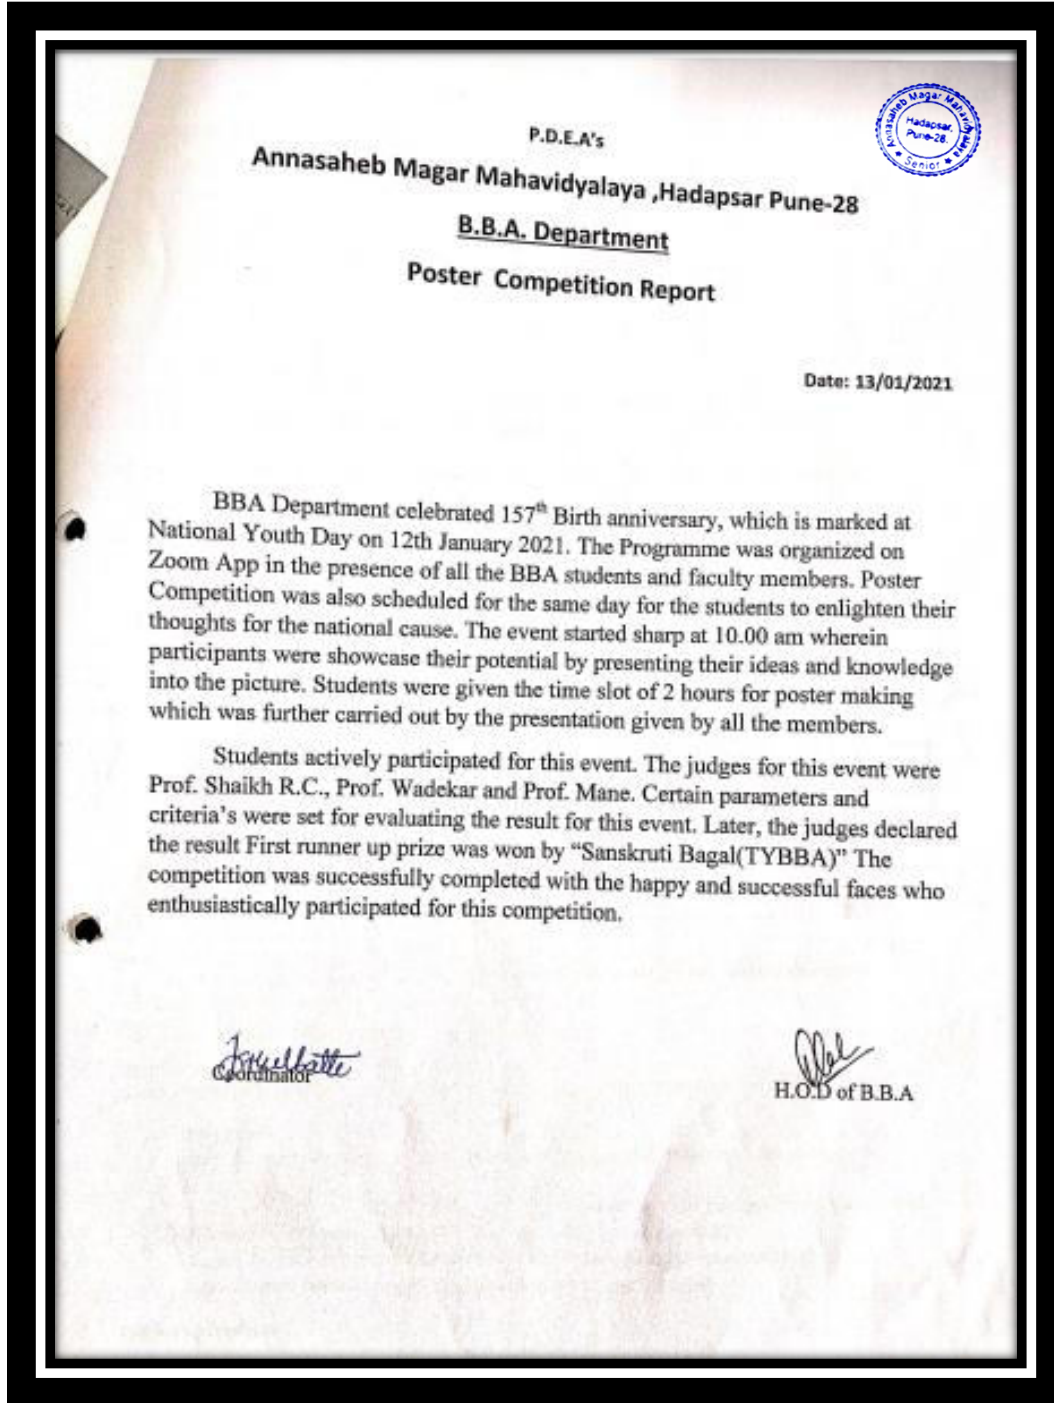 Annasaheb Magar Mahavidyalaya
Hadapsar,
Pune-28.
★ Senior ★
P.D.E.A's
Annasaheb Magar Mahavidyalaya ,Hadapsar Pune-28
B.B.A. Department
Poster Competition Report
Date: 13/01/2021
BBA Department celebrated 157th Birth anniversary, which is marked at
National Youth Day on 12th January 2021. The Programme was organized on
Zoom App in the presence of all the BBA students and faculty members. Poster
Competition was also scheduled for the same day for the students to enlighten their
thoughts for the national cause. The event started sharp at 10.00 am wherein
participants were showcase their potential by presenting their ideas and knowledge
into the picture. Students were given the time slot of 2 hours for poster making
which was further carried out by the presentation given by all the members.
Students actively participated for this event. The judges for this event were
Prof. Shaikh R.C., Prof. Wadekar and Prof. Mane. Certain parameters and
criteria's were set for evaluating the result for this event. Later, the judges declared
the result First runner up prize was won by “Sanskruti Bagal(TYBBA)” The
competition was successfully completed with the happy and successful faces who
enthusiastically participated for this competition.
Coordinator
H.O.D of B.B.A